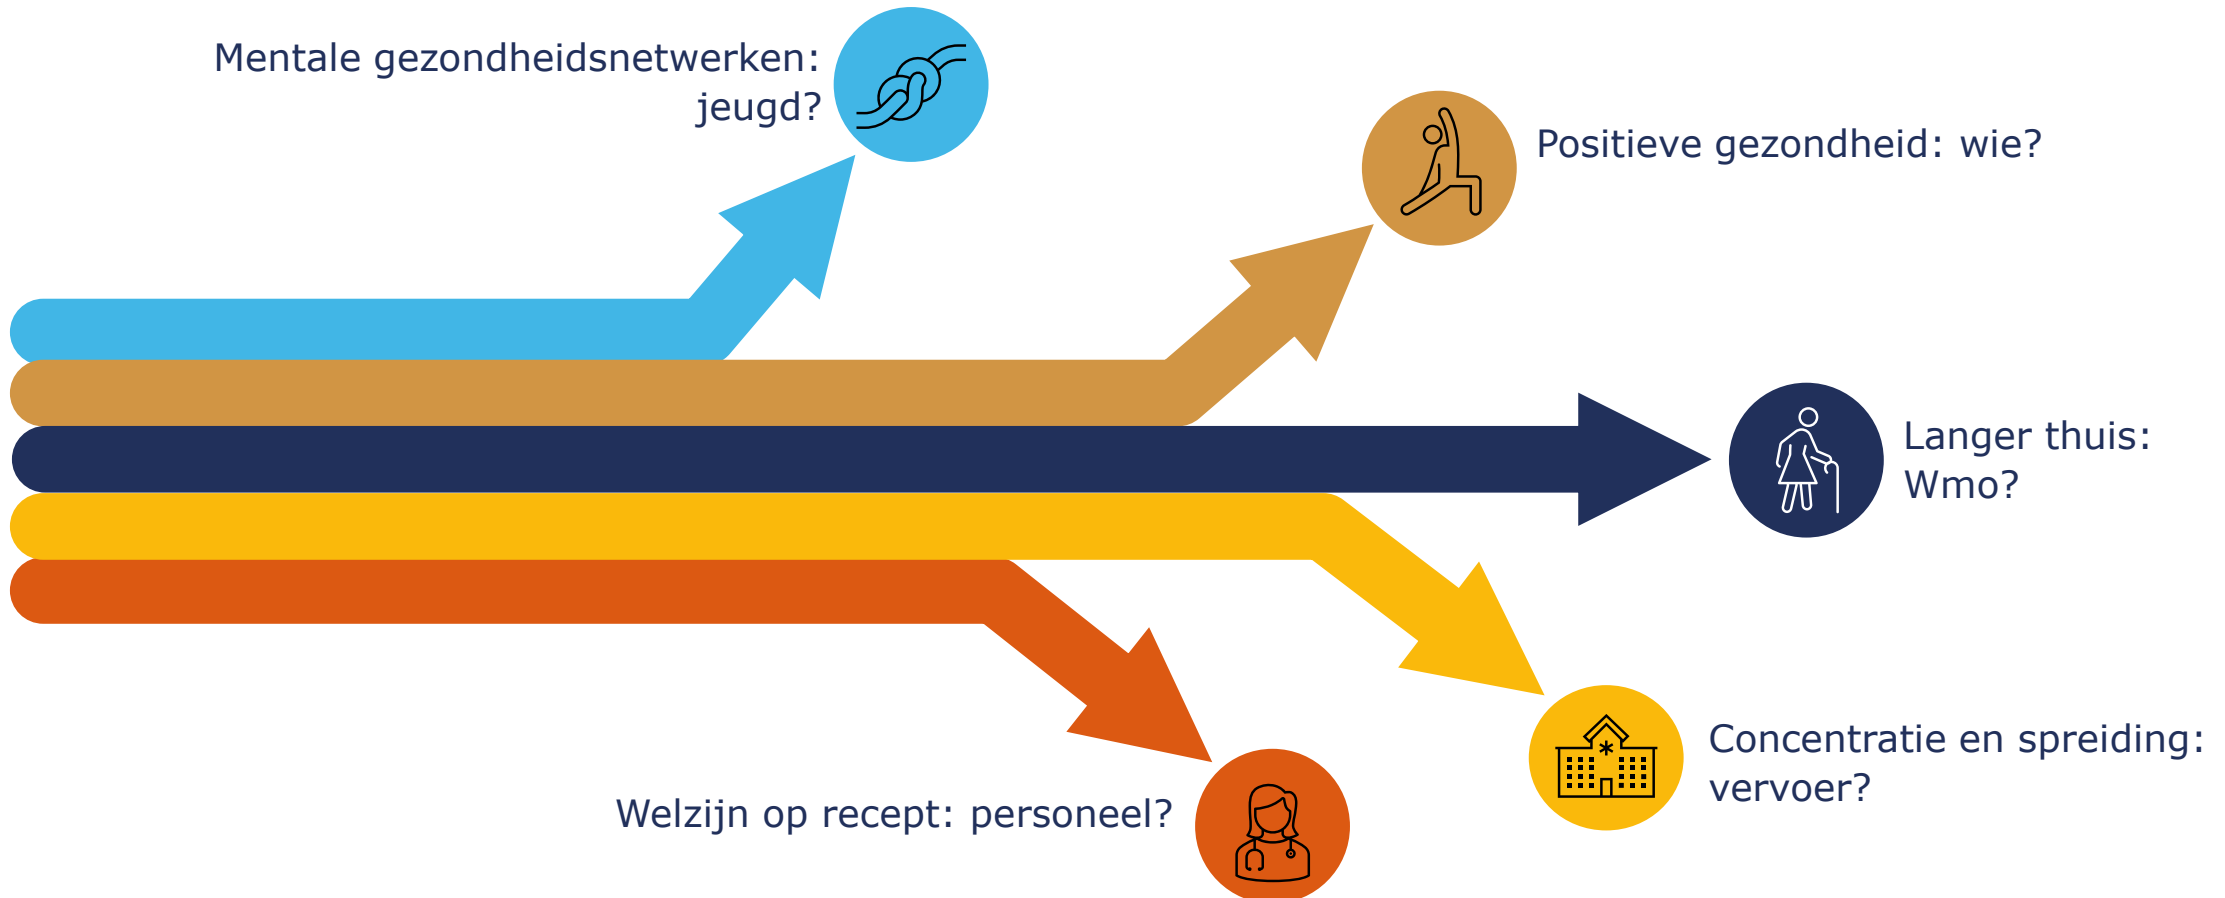 Mentale gezondheidsnetwerken:
jeugd?
Positieve gezondheid: wie?
Langer thuis:
Wmo?
Concentratie en spreiding:
vervoer?
Welzijn op recept: personeel?